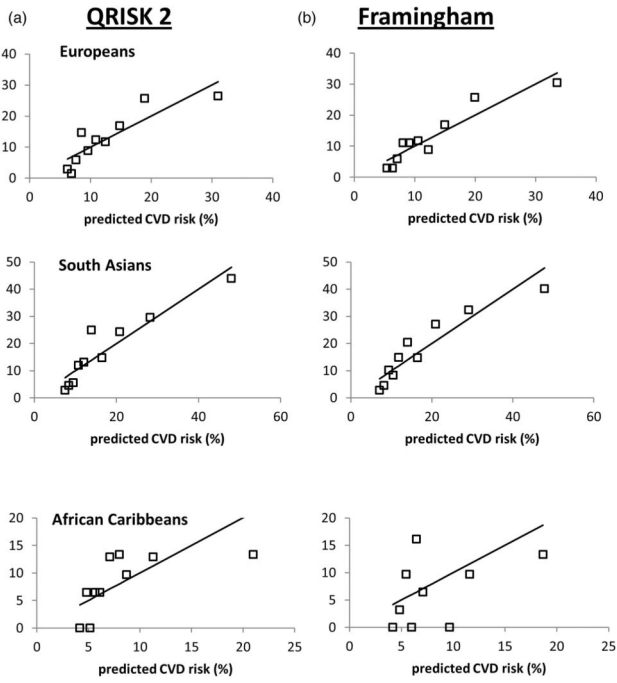 (a) QRISK 2 (b) Framingham
Europeans
40 40
30 30
20 20
10 10
0 0
0 10 20 30 40 0 10 20 30 40
predicted CVD risk (%) predicted CVD risk (%)
50 South Asians 50
40 40
30 30
20 20
10 10
0 0
0 20 40 60 0 20 40 60
predicted CVD risk (%) predicted CVD risk (%)
20 African Caribbeans 20
15 15
10 10
5 5
0 0
0 5 10 15 20 25 0 5 10 15 20 25
predicted CVD risk (%) predicted CVD risk (%)